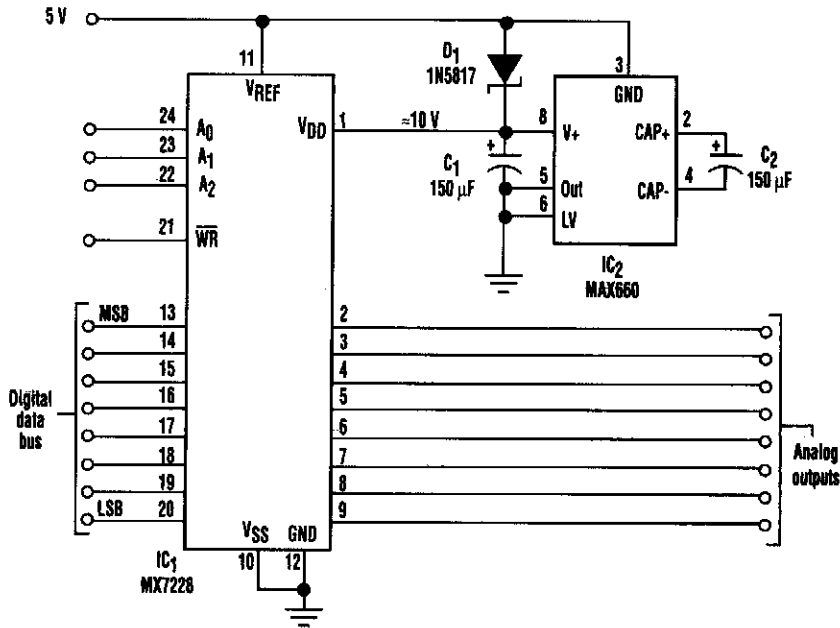 5 V
11
VREF
D1
1N5817
3
GND
24
A0
VDD
1
≈10 V
8
V+
CAP+
2
23
A1
22
A2
C1
150 µF
5
Out
6
LV
CAP-
4
C2
150 µF
21
WR
IC2
MAX660
MSB
13
2
14
3
15
4
16
5
17
6
18
7
19
8
LSB
20
9
Digital
data
bus
Analog
outputs
VSS
GND
10
12
IC1
MX7228